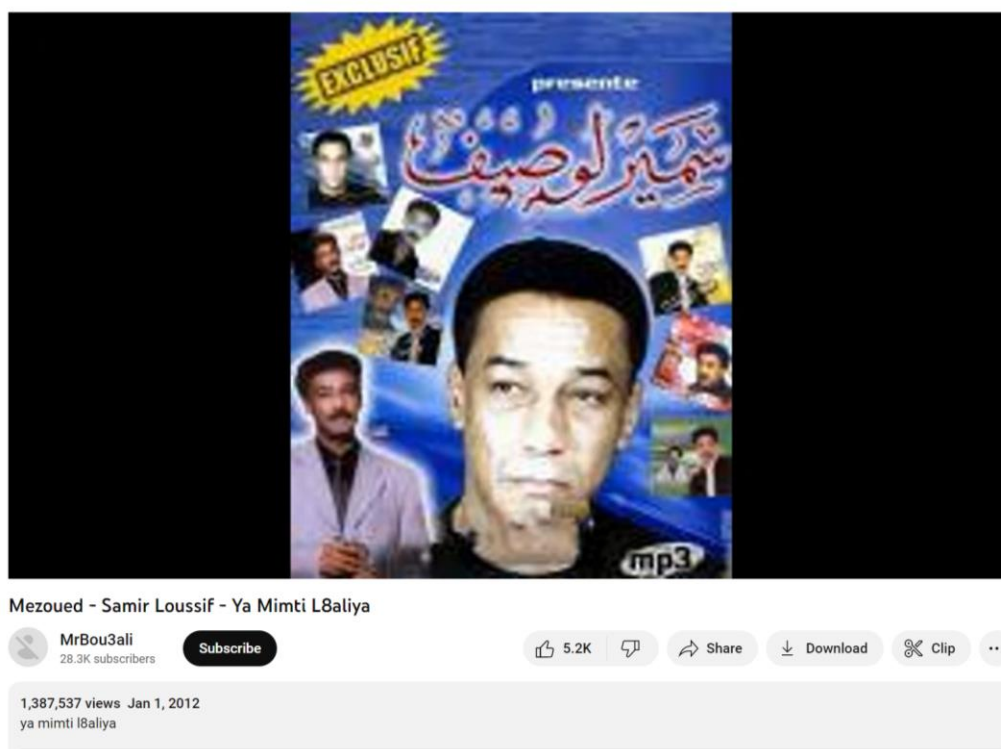 EXCLUSIF
presente
سمير لوصيف
mp3
Mezoued - Samir Loussif - Ya Mimti L8aliya
MrBou3ali
28.3K subscribers
Subscribe
5.2K
Share
Download
Clip
1,387,537 views Jan 1, 2012
ya mimti l8aliya